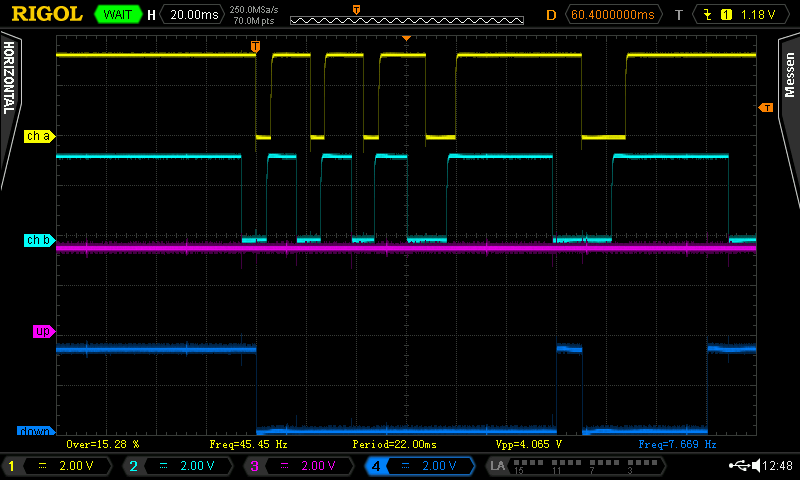 RIGOL WAIT H 20.00ms 250.0MSa/s 70.0M pts D 60.4000000ms T 1 1.18 V
HORIZONTAL
Messen
T
T
T
ch a
ch b
up
down
Over=15.28 % Freq=45.45 Hz Period=22.00ms Vpp=4.065 V Freq=7.669 Hz
1 = 2.00 V 2 = 2.00 V 3 = 2.00 V 4 = 2.00 V LA 15 11 7 3 12:48